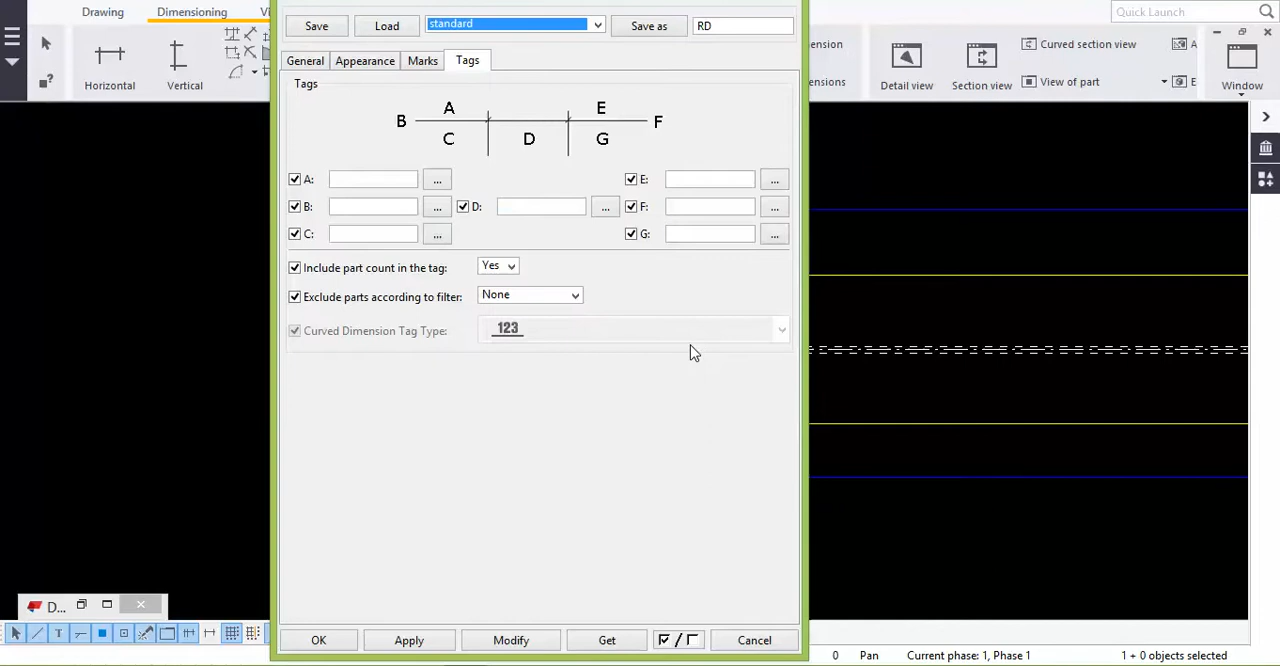 Drawing
Dimensioning
Vi
Quick Launch
Save
Load
standard
Save as
RD
Horizontal
Vertical
nension
ensions
Detail view
Section view
Curved section view
View of part
A
E
Window
General
Appearance
Marks
Tags
Tags
A
E
B
F
C
D
G
A:
...
E:
...
B:
...
D:
...
F:
...
C:
...
G:
...
Include part count in the tag:
Yes
Exclude parts according to filter:
None
Curved Dimension Tag Type:
123
D...
OK
Apply
Modify
Get
/
Cancel
0
Pan
Current phase: 1, Phase 1
1 + 0 objects selected